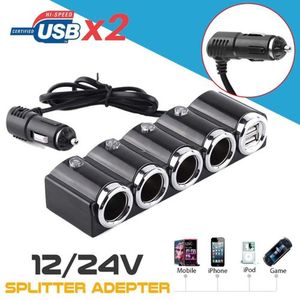 HI-SPEED
CERTIFIED USB X2
12/24V
SPLITTER ADEPTER
Mobile iPhone iPod Game